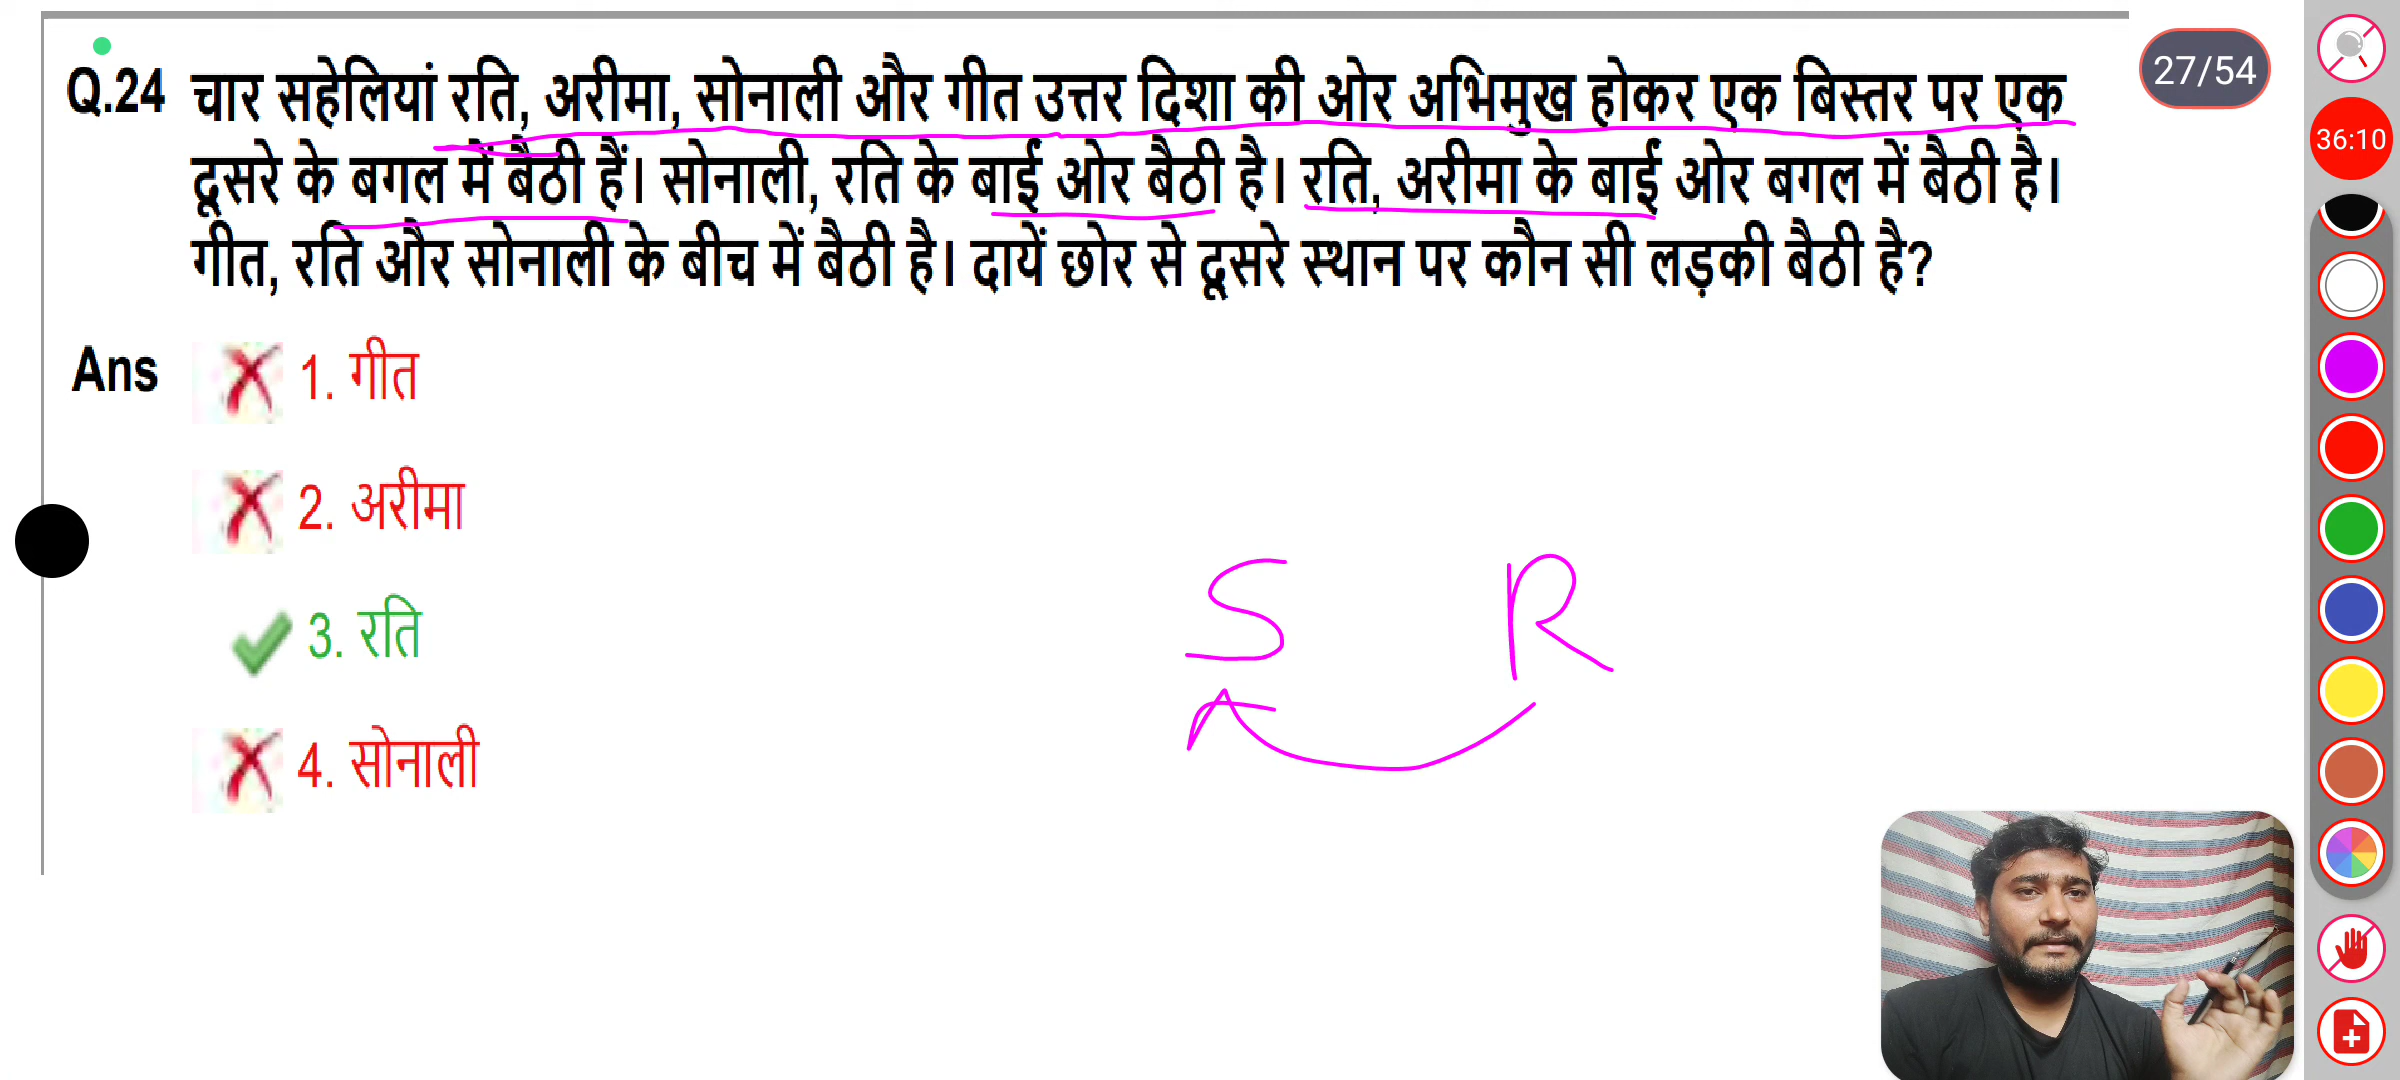 Q.24 चार सहेलियां रति, अरीमा, सोनाली और गीत उत्तर दिशा की ओर अभिमुख होकर एक बिस्तर पर एक
दूसरे के बगल में बैठी हैं। सोनाली, रति के बाईं ओर बैठी है। रति, अरीमा के बाईं ओर बगल में बैठी है।
गीत, रति और सोनाली के बीच में बैठी है। दायें छोर से दूसरे स्थान पर कौन सी लड़की बैठी है?
27/54
36:10
Ans 1. गीत
2. अरीमा
3. रति
4. सोनाली
S R